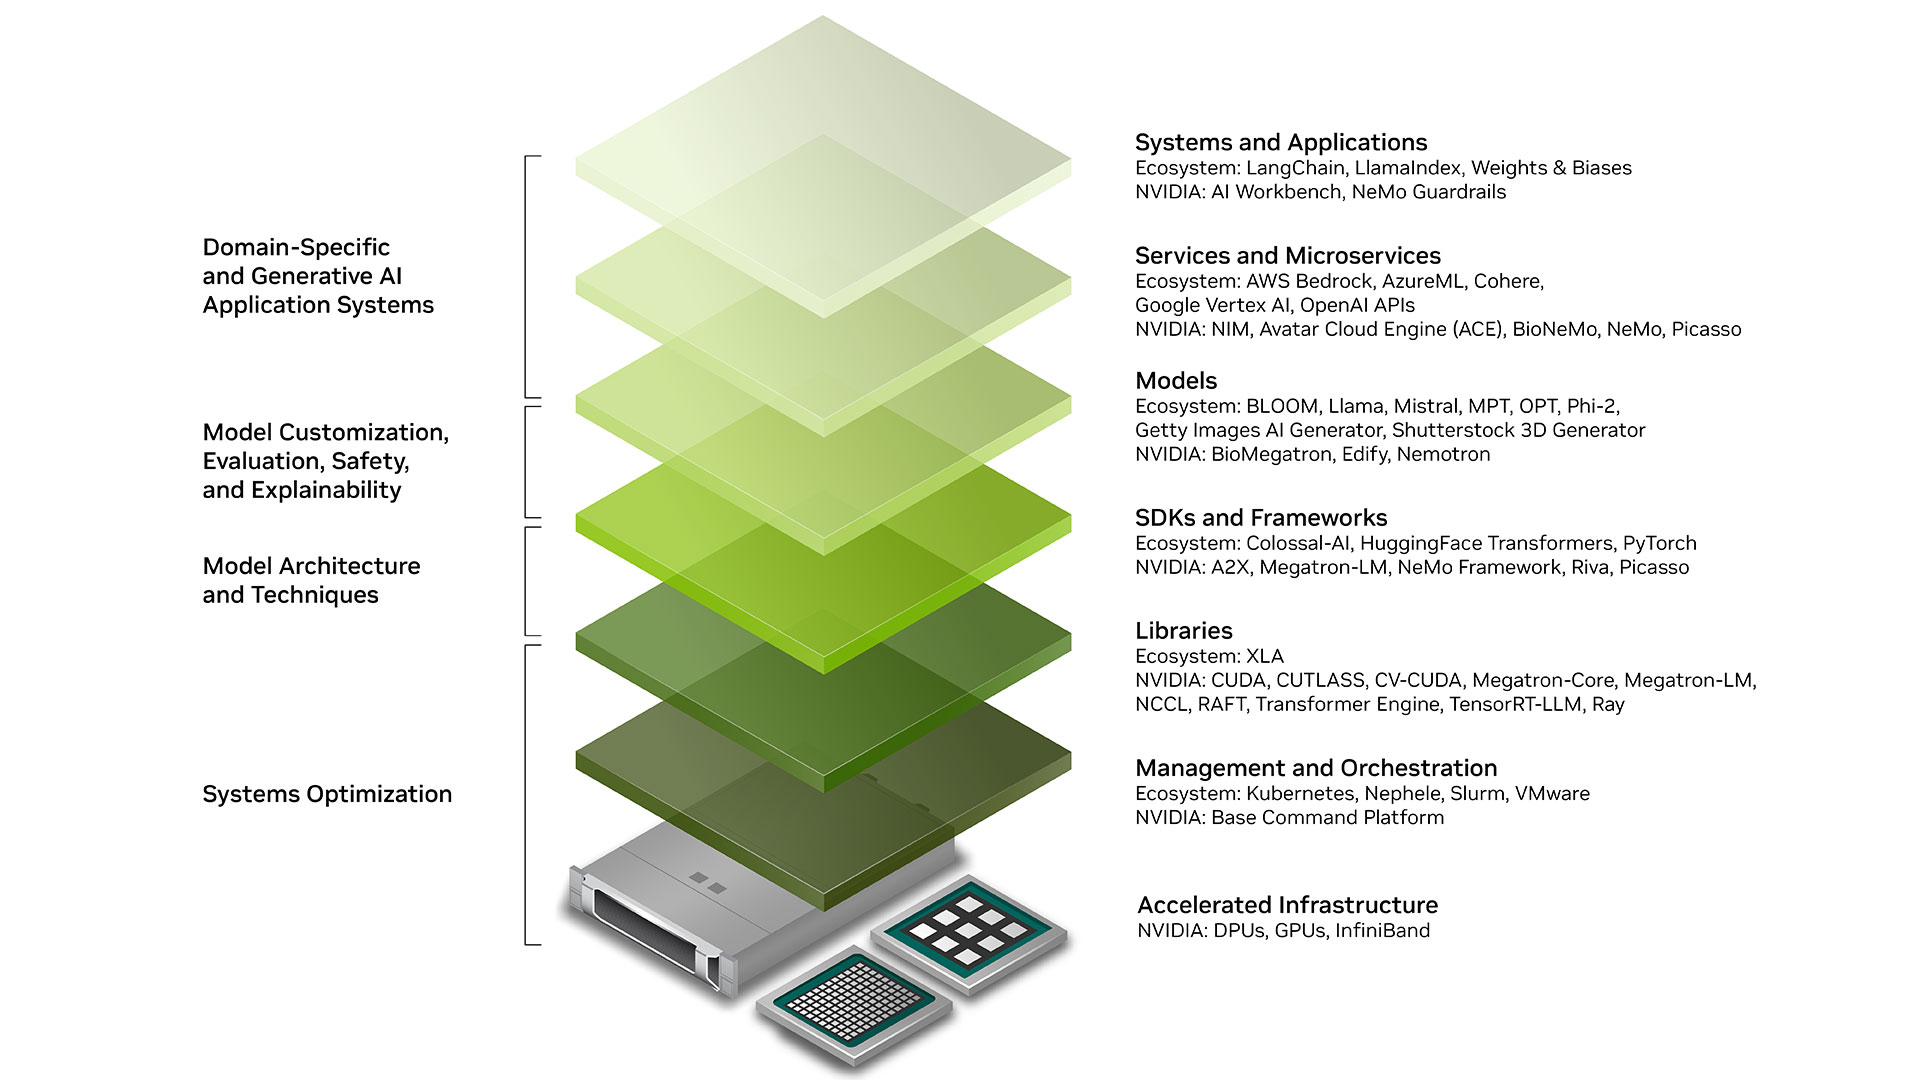 Domain-Specific
and Generative AI
Application Systems
Model Customization,
Evaluation, Safety,
and Explainability
Model Architecture
and Techniques
Systems Optimization
Systems and Applications
Ecosystem: LangChain, LlamaIndex, Weights & Biases
NVIDIA: AI Workbench, NeMo Guardrails
Services and Microservices
Ecosystem: AWS Bedrock, AzureML, Cohere,
Google Vertex AI, OpenAI APIs
NVIDIA: NIM, Avatar Cloud Engine (ACE), BioNeMo, NeMo, Picasso
Models
Ecosystem: BLOOM, Llama, Mistral, MPT, OPT, Phi-2,
Getty Images AI Generator, Shutterstock 3D Generator
NVIDIA: BioMegatron, Edify, Nemotron
SDKs and Frameworks
Ecosystem: Colossal-AI, HuggingFace Transformers, PyTorch
NVIDIA: A2X, Megatron-LM, NeMo Framework, Riva, Picasso
Libraries
Ecosystem: XLA
NVIDIA: CUDA, CUTLASS, CV-CUDA, Megatron-Core, Megatron-LM,
NCCL, RAFT, Transformer Engine, TensorRT-LLM, Ray
Management and Orchestration
Ecosystem: Kubernetes, Nephele, Slurm, VMware
NVIDIA: Base Command Platform
Accelerated Infrastructure
NVIDIA: DPUs, GPUs, InfiniBand